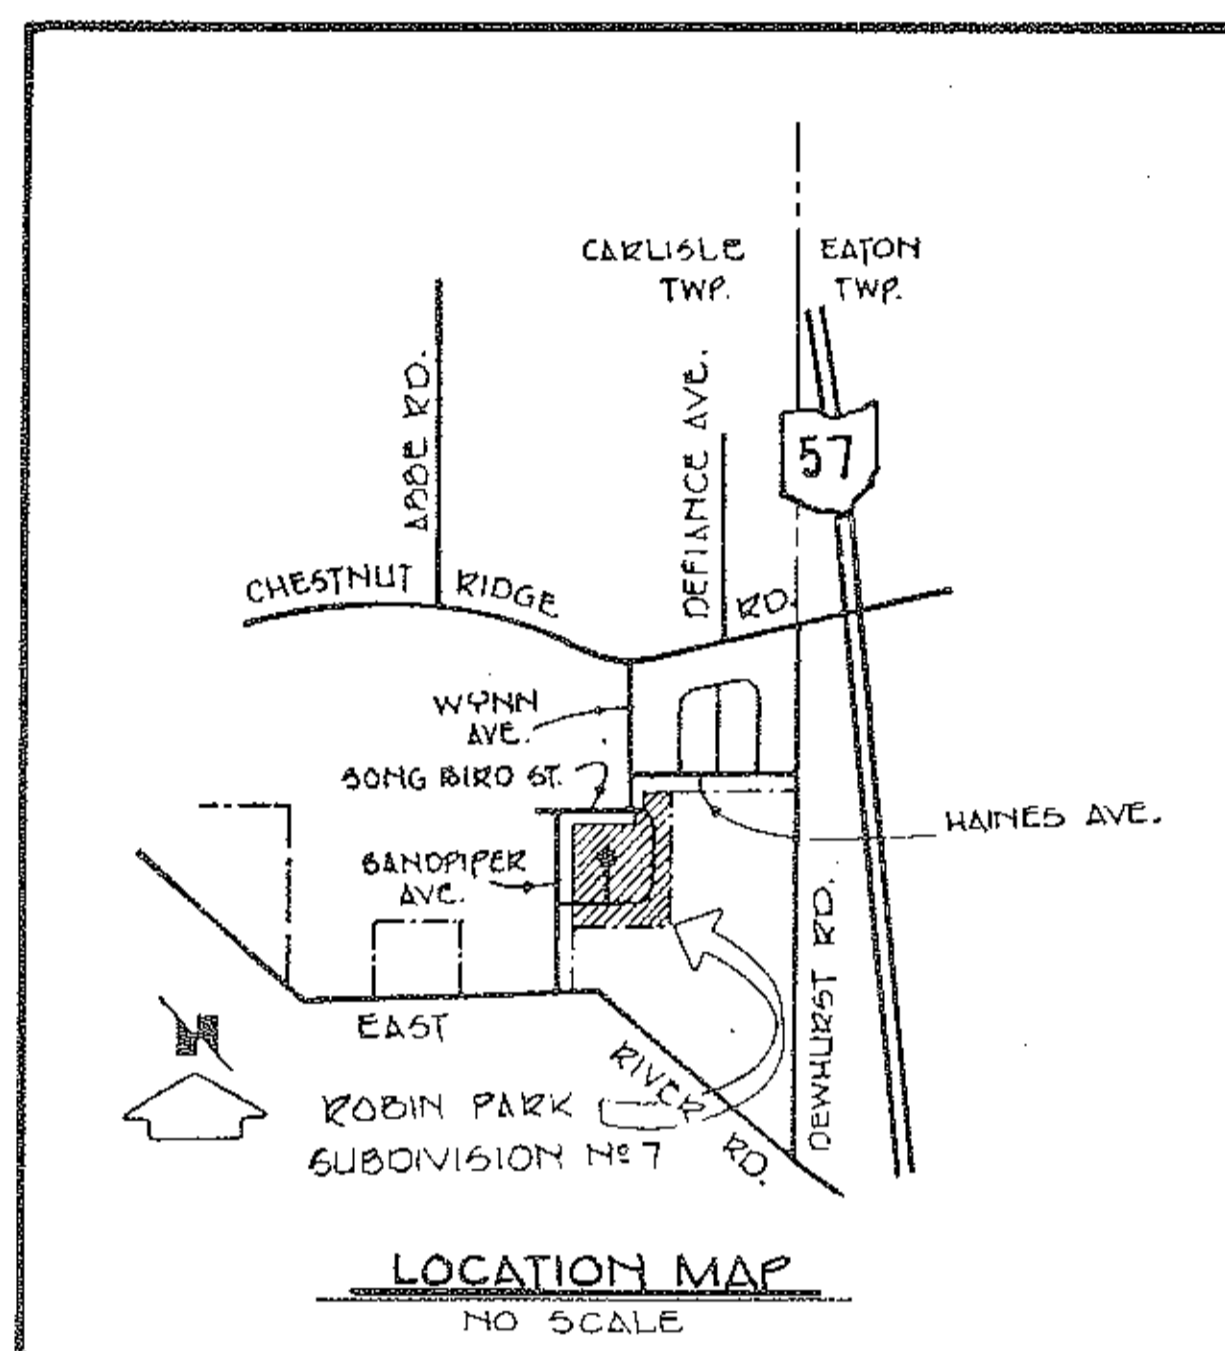 CARLISLE TWP.
EATON TWP.
ABBE RD.
DEFIANCE AVE.
57
CHESTNUT RIDGE RD.
WYNN AVE.
SONG BIRD ST.
SANDPIPER AVE.
HAINES AVE.
DEWHURST RD.
EAST RIVER RD.
N
ROBIN PARK
SUBDIVISION Nº 7
LOCATION MAP
NO SCALE